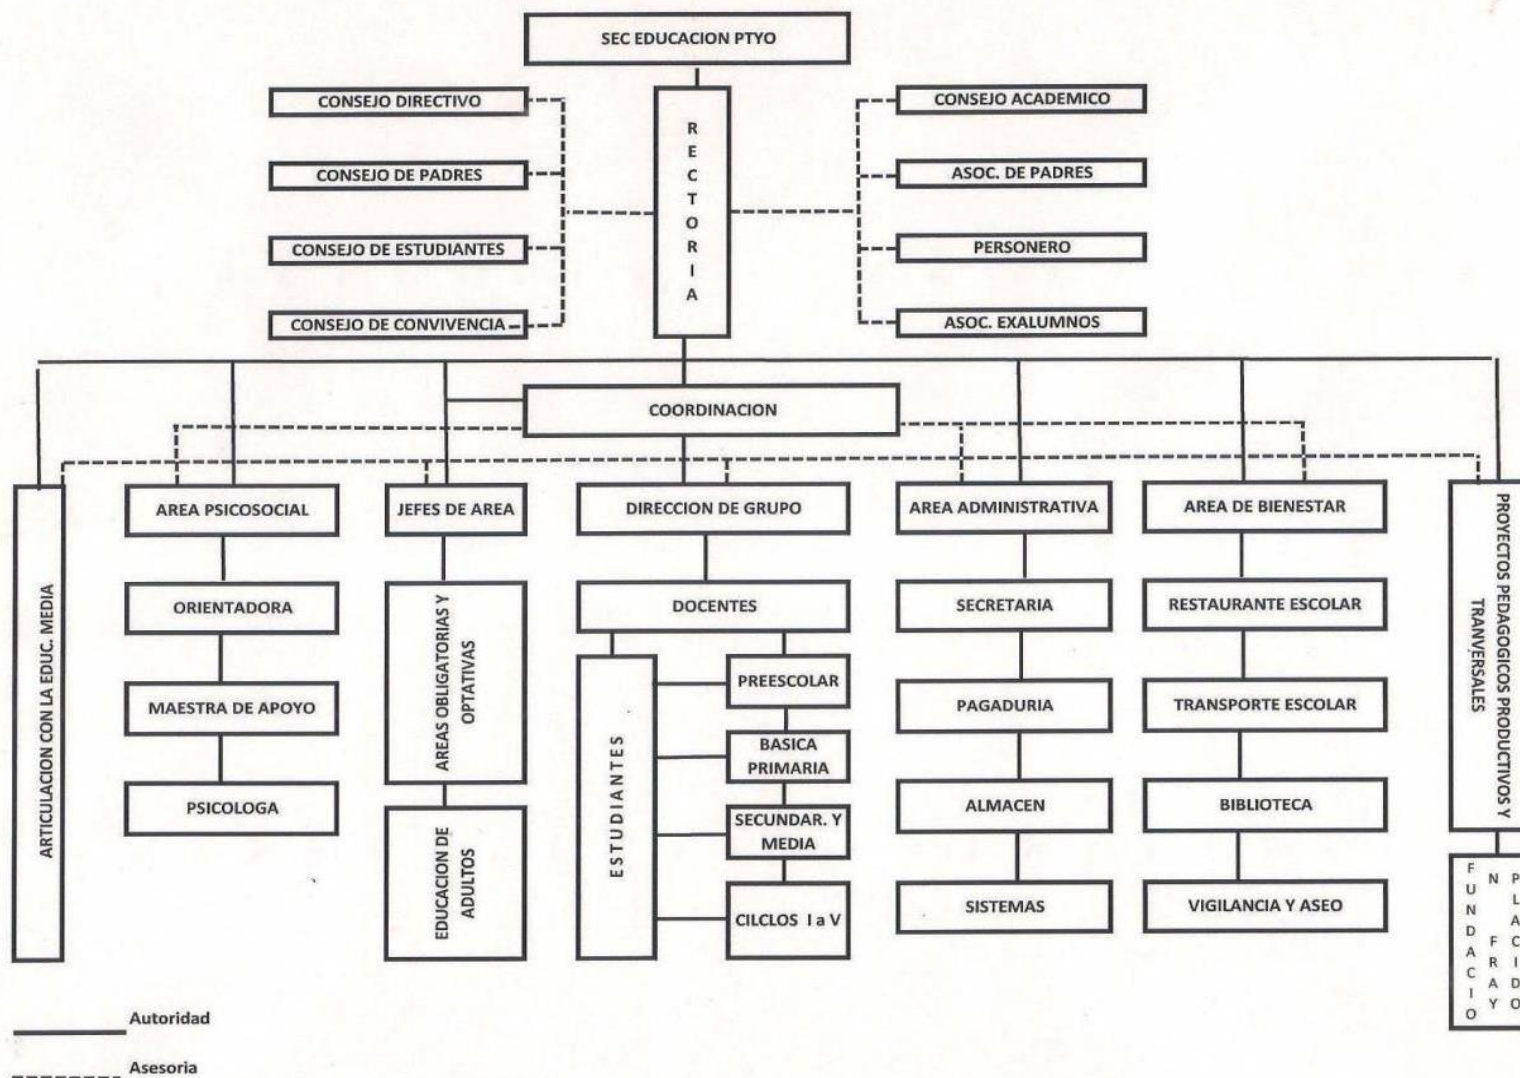 SEC EDUCACION PTYO
CONSEJO DIRECTIVO
CONSEJO DE PADRES
CONSEJO DE ESTUDIANTES
CONSEJO DE CONVIVENCIA
RECTORIA
CONSEJO ACADEMICO
ASOC. DE PADRES
PERSONERO
ASOC. EXALUMNOS
COORDINACION
ARTICULACION CON LA EDUC. MEDIA
AREA PSICOSOCIAL
ORIENTADORA
MAESTRA DE APOYO
PSICOLOGA
JEFES DE AREA
AREAS OBLIGATORIAS Y
OPTATIVAS
EDUCACION DE
ADULTOS
DIRECCION DE GRUPO
DOCENTES
ESTUDIANTES
PREESCOLAR
BASICA
PRIMARIA
SECUNDAR. Y
MEDIA
CILCLOS I a V
AREA ADMINISTRATIVA
SECRETARIA
PAGADURIA
ALMACEN
SISTEMAS
AREA DE BIENESTAR
RESTAURANTE ESCOLAR
TRANSPORTE ESCOLAR
BIBLIOTECA
VIGILANCIA Y ASEO
PROYECTOS PEDAGOGICOS PRODUCTIVOS Y
TRANVERSALES
FUNDACIO
N FRAY
PLACIDO
Autoridad
Asesoria